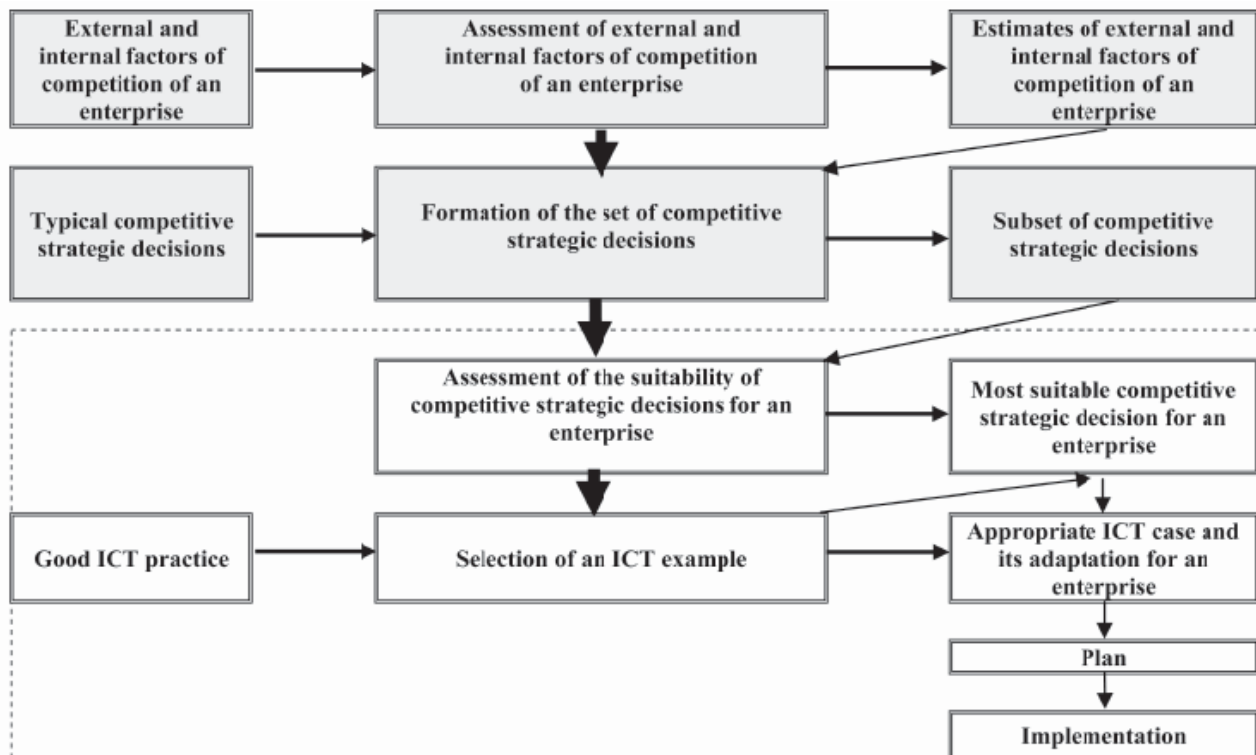 External and
internal factors of
competition of an
enterprise
Assessment of external and
internal factors of competition
of an enterprise
Estimates of external and
internal factors of
competition of an
enterprise
Typical competitive
strategic decisions
Formation of the set of competitive
strategic decisions
Subset of competitive
strategic decisions
Assessment of the suitability of
competitive strategic decisions for an
enterprise
Most suitable competitive
strategic decision for an
enterprise
Good ICT practice
Selection of an ICT example
Appropriate ICT case and
its adaptation for an
enterprise
Plan
Implementation